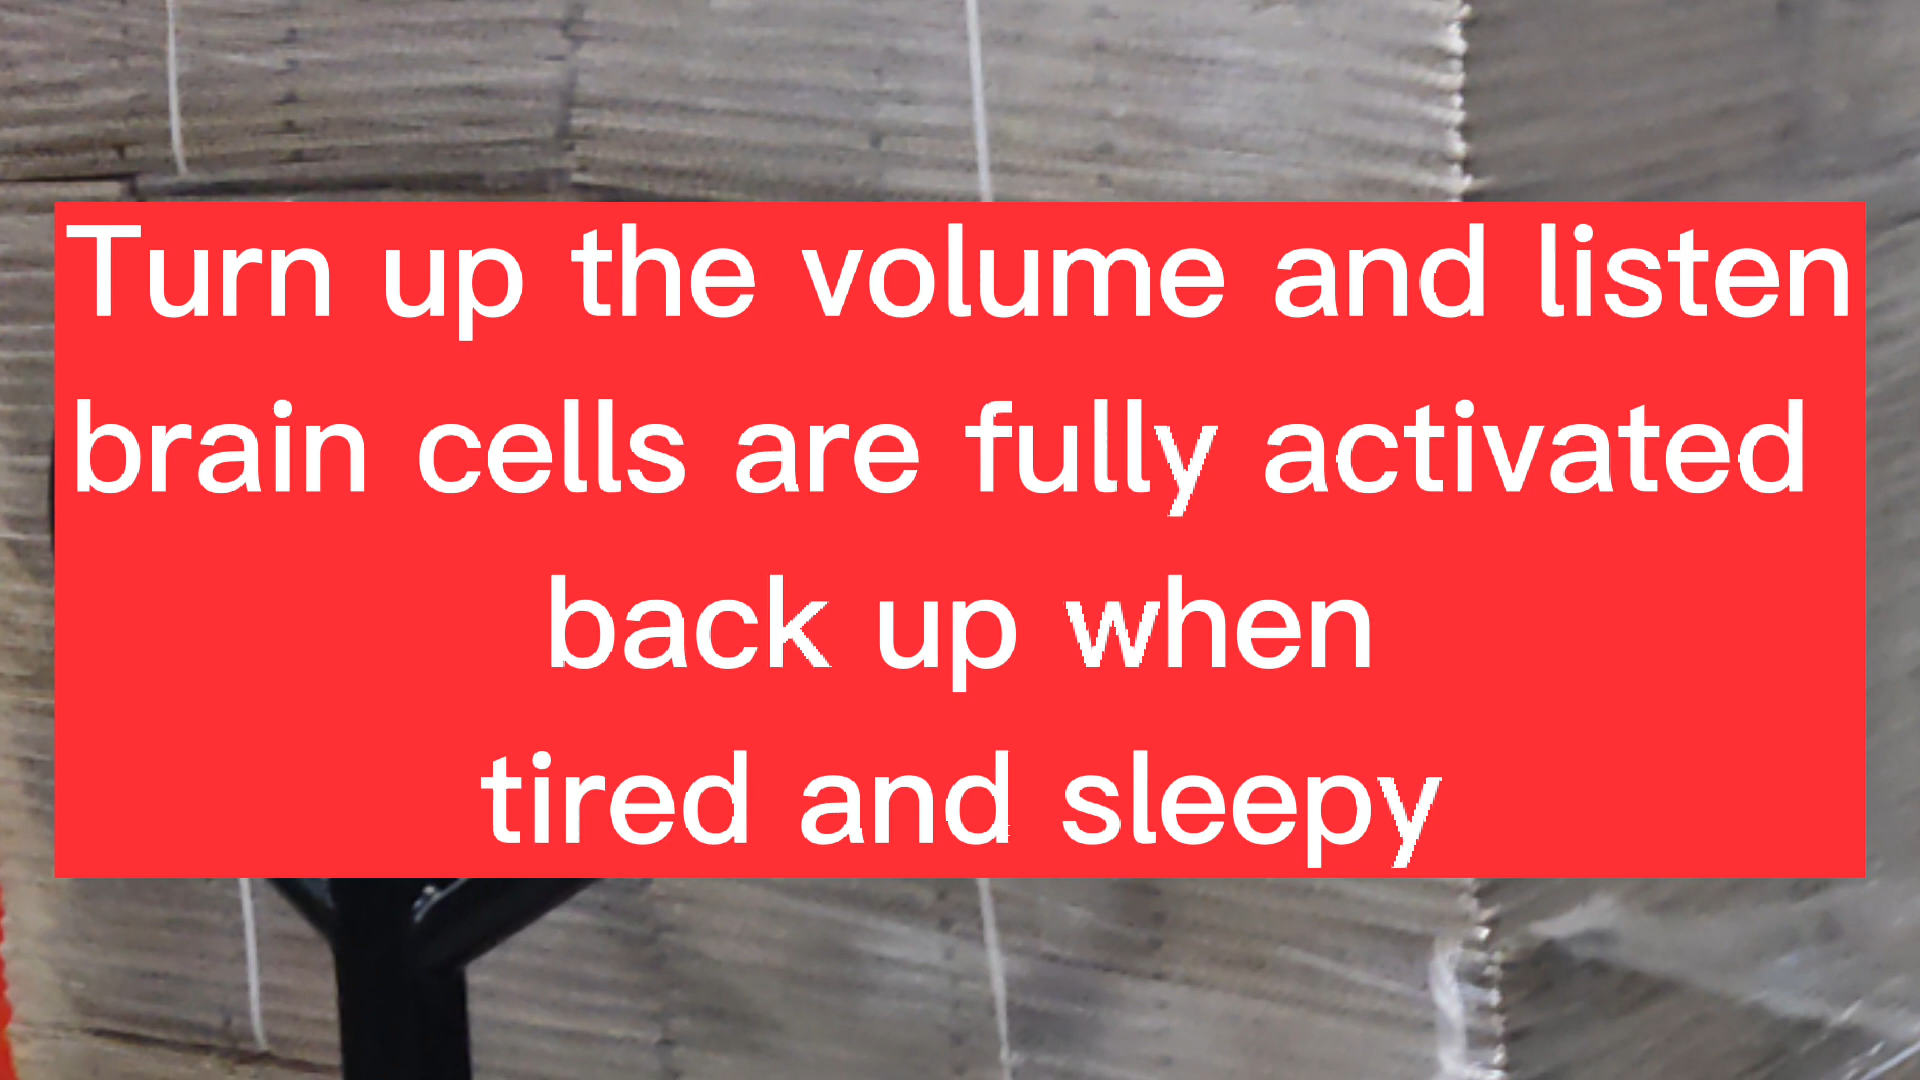 Turn up the volume and listen
brain cells are fully activated
back up when
tired and sleepy